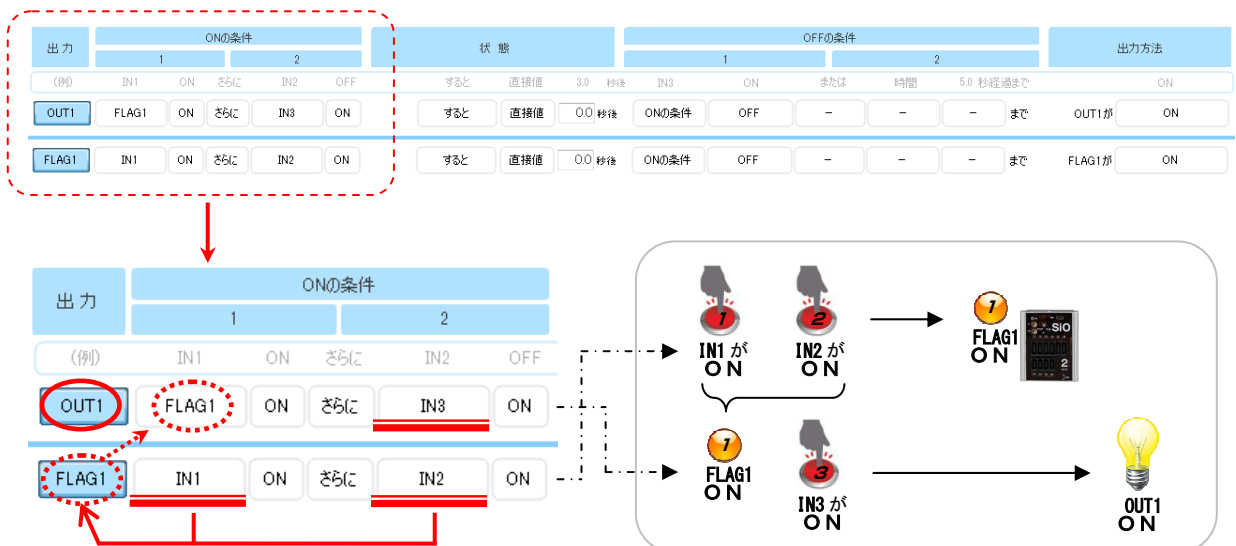 出力 ONの条件 状態 OFFの条件 出力方法
1 2 1 2
(例) IN1 ON さらに IN2 OFF すると 直接値 3.0 秒後 IN3 ON または 時間 5.0 秒経過まで ON
OUT1 FLAG1 ON さらに IN3 ON すると 直接値 0.0 秒後 ONの条件 OFF － － － まで OUT1が ON
FLAG1 IN1 ON さらに IN2 ON すると 直接値 0.0 秒後 ONの条件 OFF － － － まで FLAG1が ON
出力 ONの条件
1 2
(例) IN1 ON さらに IN2 OFF
OUT1 FLAG1 ON さらに IN3 ON
FLAG1 IN1 ON さらに IN2 ON
1 2 1
IN1 が IN2 が FLAG1
ON ON ON
SiO
2
1 3
FLAG1 IN3 が OUT1
ON ON ON